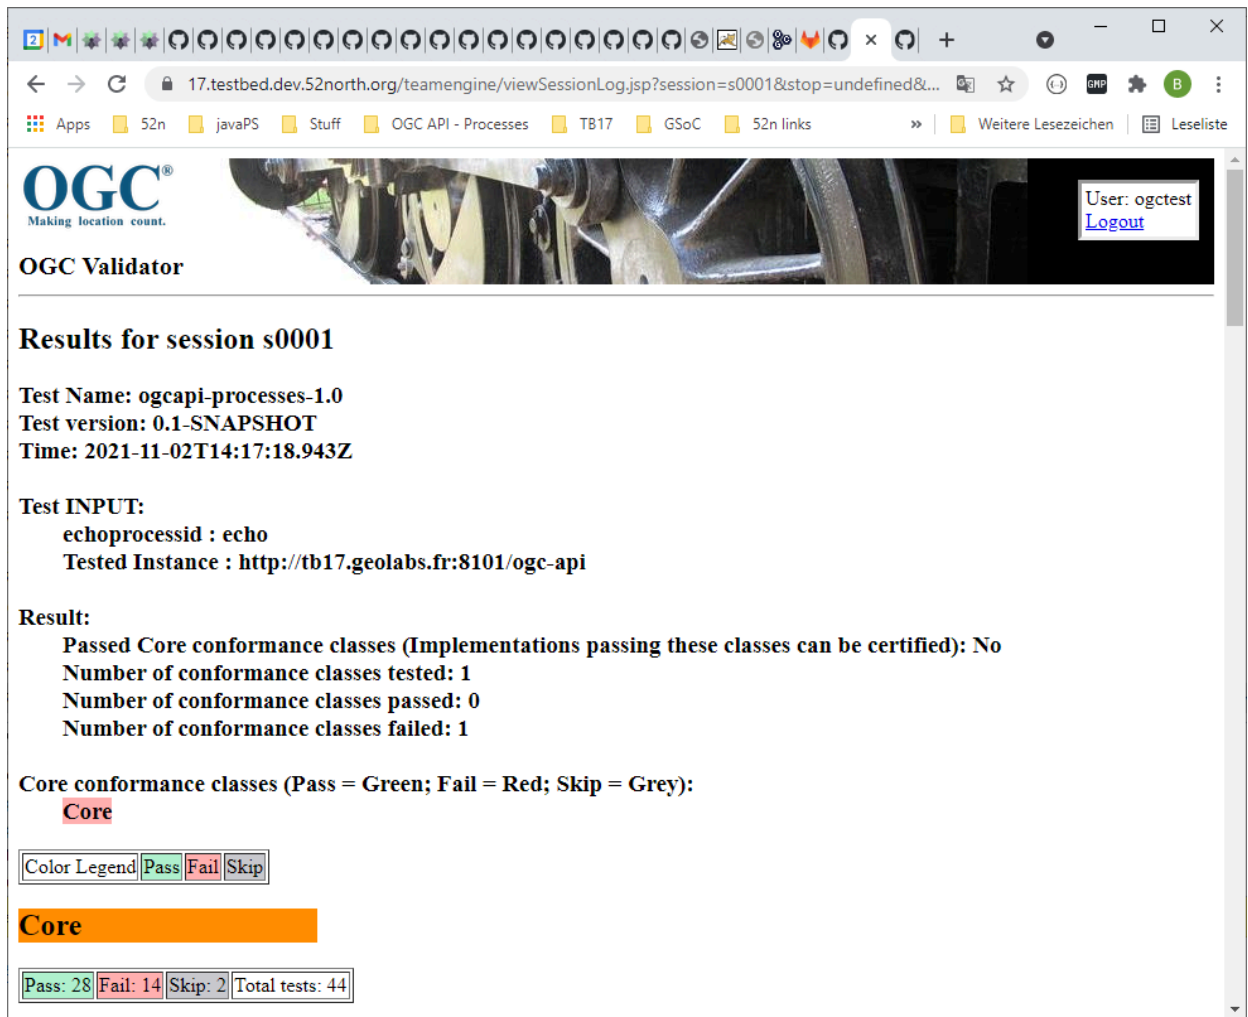 2
17.testbed.dev.52north.org/teamengine/viewSessionLog.jsp?session=s0001&stop=undefined&...
GMP
B
Apps
52n
javaPS
Stuff
OGC API - Processes
TB17
GSoC
52n links
»
Weitere Lesezeichen
Leseliste
OGC®
Making location count.
User: ogctest
Logout
OGC Validator
Results for session s0001
Test Name: ogcapi-processes-1.0
Test version: 0.1-SNAPSHOT
Time: 2021-11-02T14:17:18.943Z
Test INPUT:
echoprocessid : echo
Tested Instance : http://tb17.geolabs.fr:8101/ogc-api
Result:
Passed Core conformance classes (Implementations passing these classes can be certified): No
Number of conformance classes tested: 1
Number of conformance classes passed: 0
Number of conformance classes failed: 1
Core conformance classes (Pass = Green; Fail = Red; Skip = Grey):
Core
Color Legend Pass Fail Skip
Core
Pass: 28 Fail: 14 Skip: 2 Total tests: 44